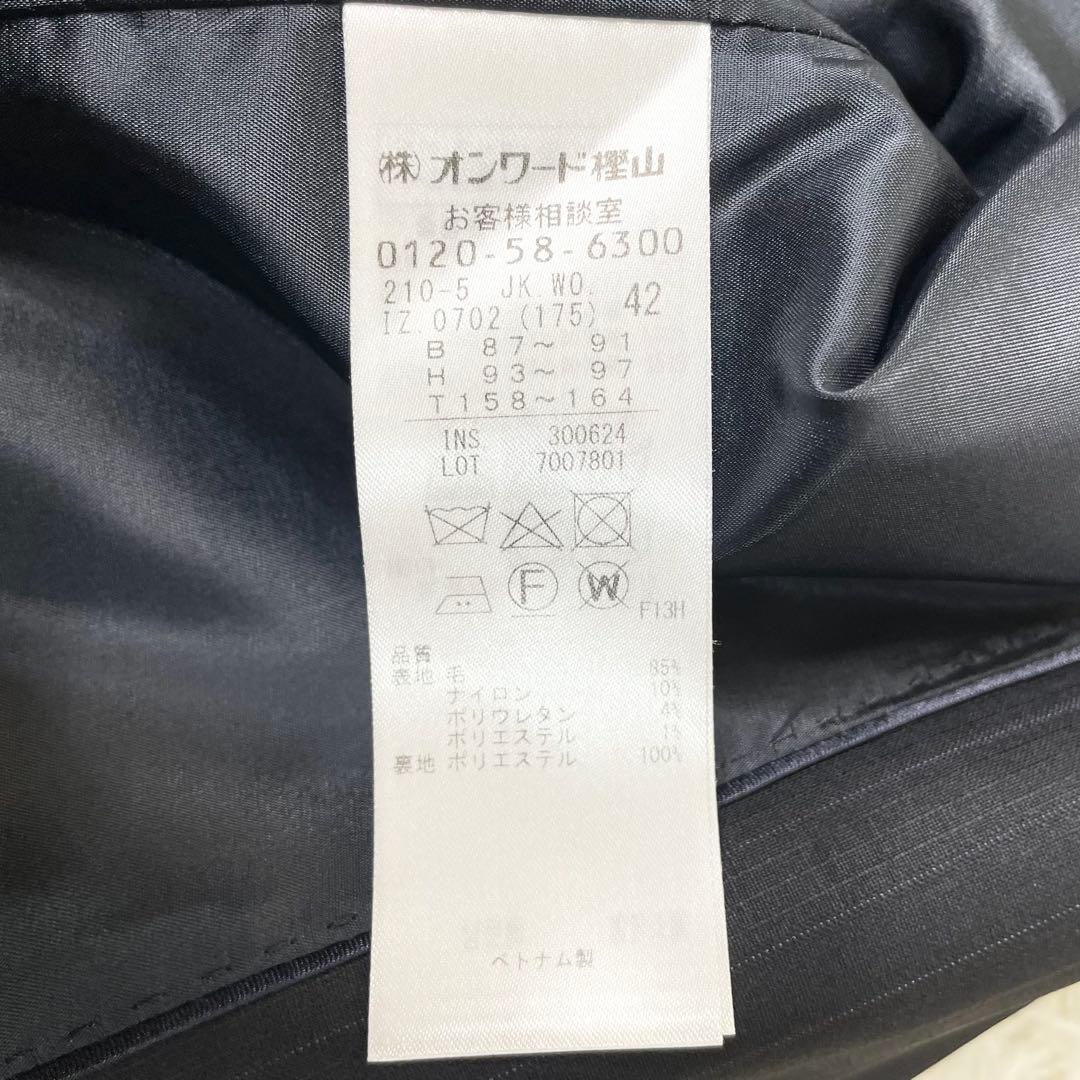 ㈱オンワード樫山
お客様相談室
0120-58-6300
210-5 JK.WO. 42
IZ.0702 (175)
B 87～ 91
H 93～ 97
T158～164
INS 300624
LOT 7007801
F W F13H
品質
表地 毛 85%
ナイロン 10%
ポリウレタン 4%
ポリエステル 1%
裏地 ポリエステル 100%
ベトナム製